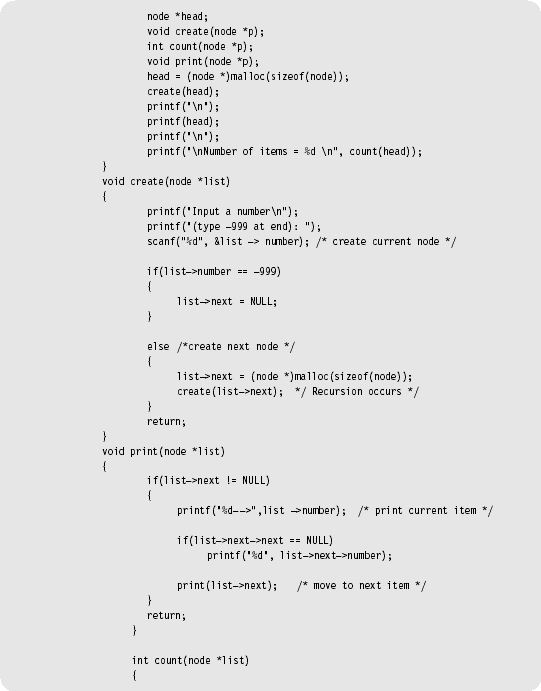 node *head;
void create(node *p);
int count(node *p);
void print(node *p);
head = (node *)malloc(sizeof(node));
create(head);
printf("\n");
printf(head);
printf("\n");
printf("\nNumber of items = %d \n", count(head));
}
void create(node *list)
{
printf("Input a number\n");
printf("(type -999 at end): ");
scanf("%d", &list -> number); /* create current node */
if(list->number == -999)
{
list->next = NULL;
}
else /*create next node */
{
list->next = (node *)malloc(sizeof(node));
create(list->next); */ Recursion occurs */
}
return;
}
void print(node *list)
{
if(list->next != NULL)
{
printf("%d-->",list ->number); /* print current item */
if(list->next->next == NULL)
printf("%d", list->next->number);
print(list->next); /* move to next item */
}
return;
}
int count(node *list)
{